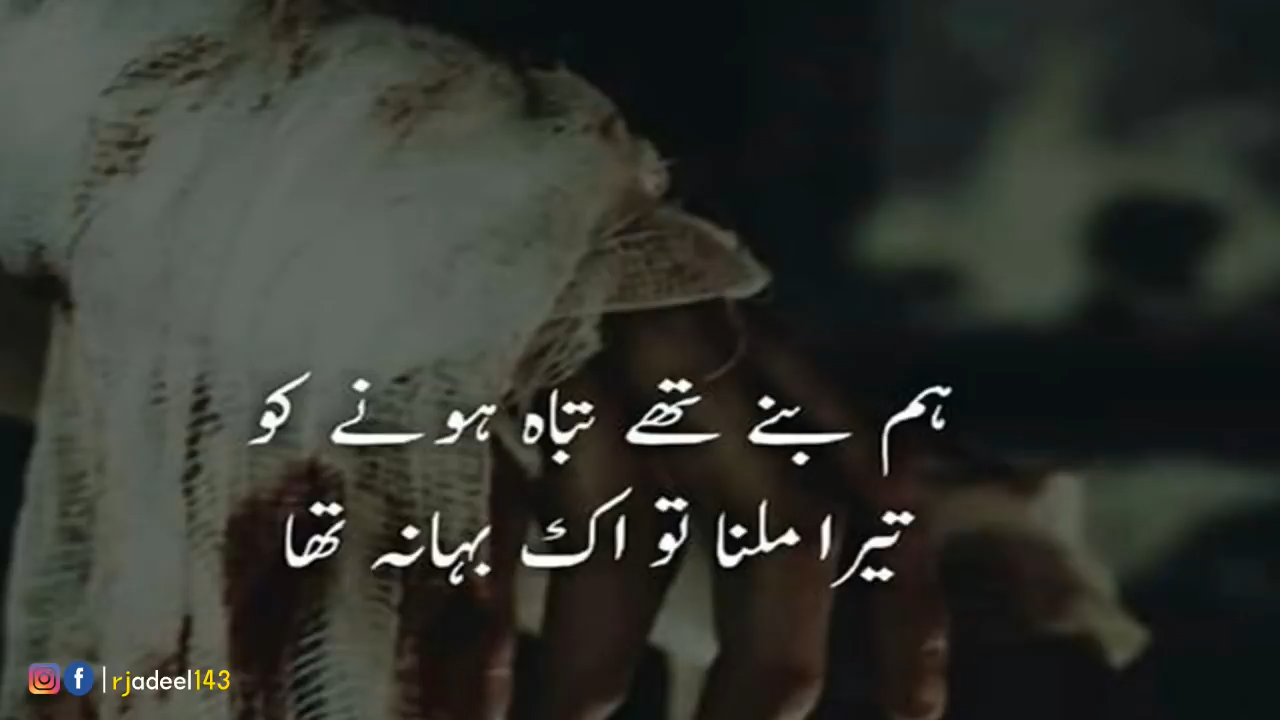 ہم بنے تھے تباہ ہونے کو
تیرا ملنا تو اک بہانہ تھا
|rjadeel143